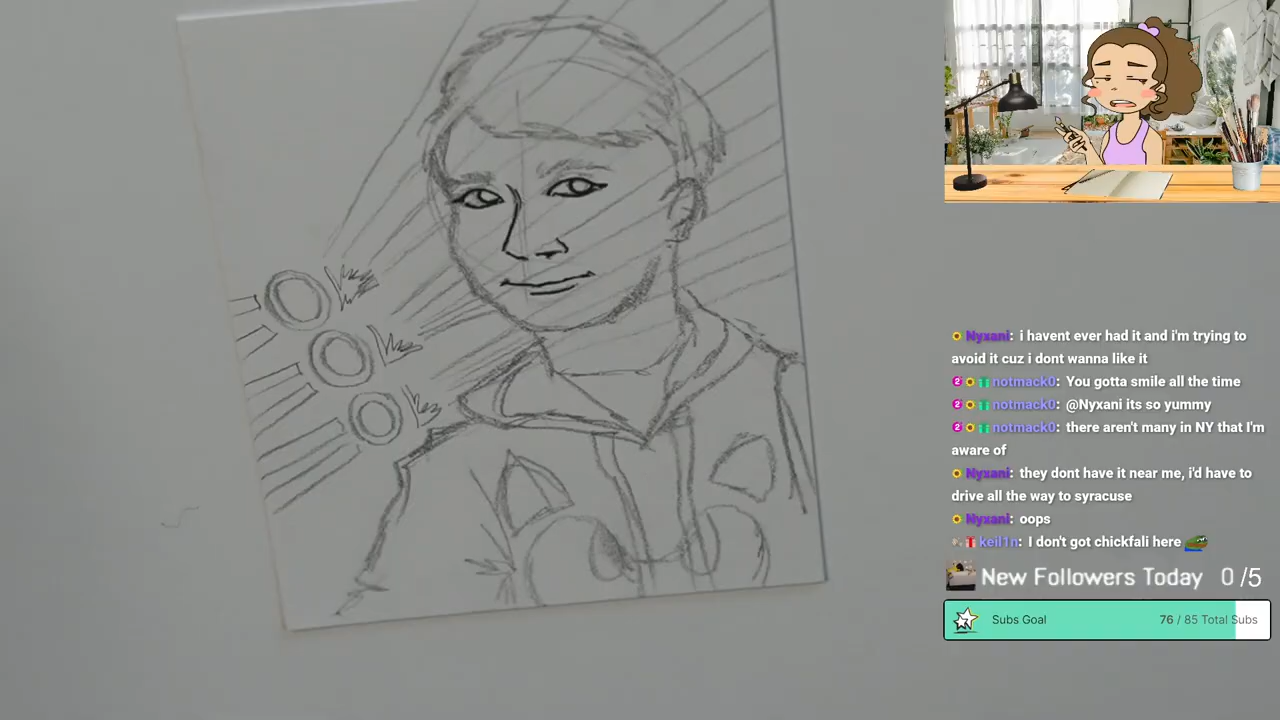 Nyxani: i havent ever had it and i'm trying to
avoid it cuz i dont wanna like it
notmack0: You gotta smile all the time
notmack0: @Nyxani its so yummy
notmack0: there aren't many in NY that I'm
aware of
Nyxani: they dont have it near me, i'd have to
drive all the way to syracuse
Nyxani: oops
keil1n: I don't got chickfali here
New Followers Today 0 /5
Subs Goal 76 / 85 Total Subs